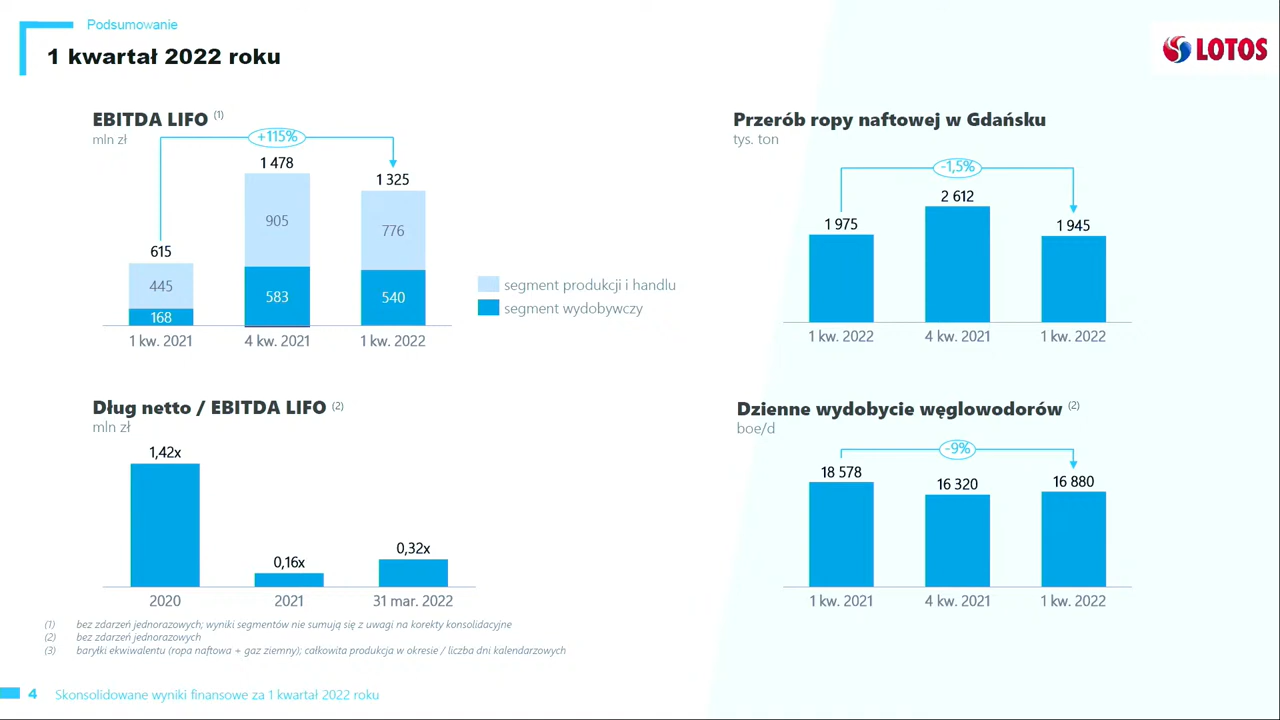 Podsumowanie
1 kwartał 2022 roku
LOTOS
EBITDA LIFO (1)
mln zł
+115%
615
1 478
1 325
445
905
776
168
583
540
1 kw. 2021
4 kw. 2021
1 kw. 2022
segment produkcji i handlu
segment wydobywczy
Przerób ropy naftowej w Gdańsku
tys. ton
-1,5%
1 975
2 612
1 945
1 kw. 2022
4 kw. 2021
1 kw. 2022
Dług netto / EBITDA LIFO (2)
mln zł
1,42x
0,16x
0,32x
2020
2021
31 mar. 2022
Dzienne wydobycie węglowodorów (2)
boe/d
-9%
18 578
16 320
16 880
1 kw. 2021
4 kw. 2021
1 kw. 2022
(1) bez zdarzeń jednorazowych; wyniki segmentów nie sumują się z uwagi na korekty konsolidacyjne
(2) bez zdarzeń jednorazowych
(3) baryłki ekwiwalentu (ropa naftowa + gaz ziemny); całkowita produkcja w okresie / liczba dni kalendarzowych
4 Skonsolidowane wyniki finansowe za 1 kwartał 2022 roku